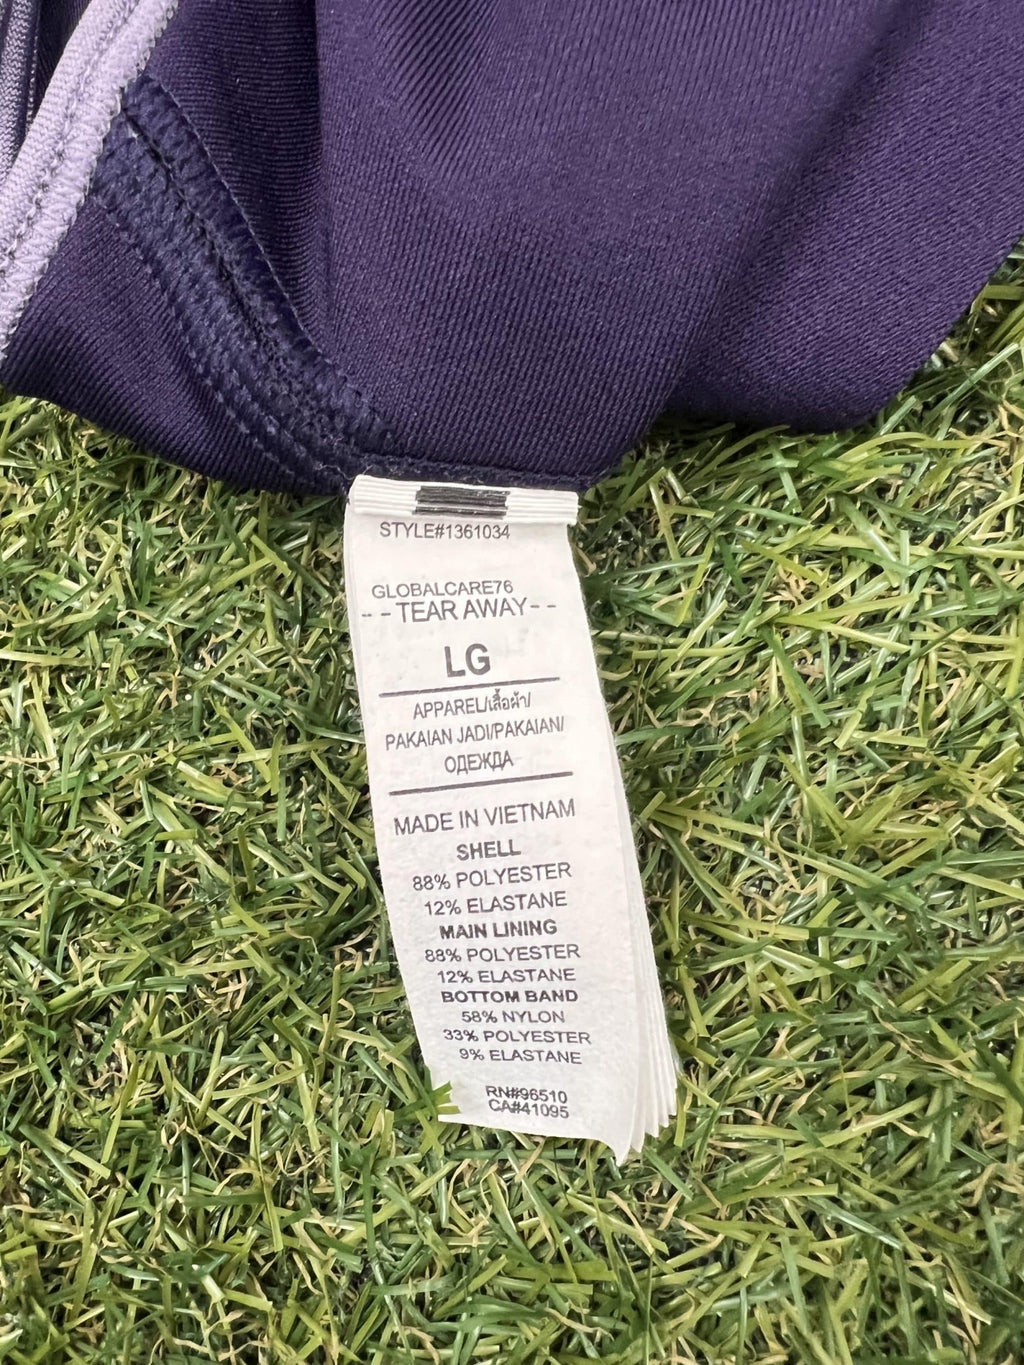 STYLE#1361034
GLOBALCARE76
--TEAR AWAY--
LG
APPAREL/เสื้อผ้า/
PAKAIAN JADI/PAKAIAN/
ОДЕЖДА
MADE IN VIETNAM
SHELL
88% POLYESTER
12% ELASTANE
MAIN LINING
88% POLYESTER
12% ELASTANE
BOTTOM BAND
58% NYLON
33% POLYESTER
9% ELASTANE
RN#96510
CA#41095